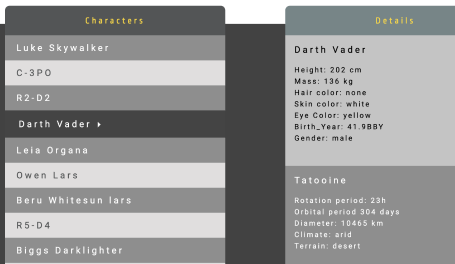 Characters
Luke Skywalker
C-3PO
R2-D2
Darth Vader
Leia Organa
Owen Lars
Beru Whitesun lars
R5-D4
Biggs Darklighter
Details
Darth Vader
Height: 202 cm
Mass: 136 kg
Hair color: none
Skin color: white
Eye Color: yellow
Birth_Year: 41.9BBY
Gender: male
Tatooine
Rotation period: 23h
Orbital period 304 days
Diameter: 10465 km
Climate: arid
Terrain: desert